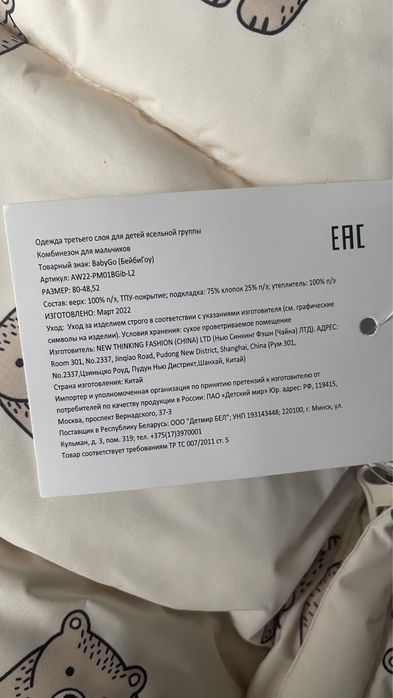 ЕАС
Одежда третьего слоя для детей ясельной группы
Комбинезон для мальчиков
Товарный знак: BabyGo (БейбиГоу)
Артикул: AW22-PM01BGib-L2
РАЗМЕР: 80-48,52
Состав: верх: 100% п/э, ТПУ-покрытие; подкладка: 75% хлопок 25% п/э; утеплитель: 100% п/э
ИЗГОТОВЛЕНО: Март 2022
Уход: Уход за изделием строго в соответствии с указаниями изготовителя (см. графические
символы на изделии). Условия хранения: сухое проветриваемое помещение
Изготовитель: NEW THINKING FASHION (CHINA) LTD (Нью Синкинг Фэшн (Чайна) ЛТД). АДРЕС:
Room 301, No.2337, Jinqiao Road, Pudong New District, Shanghai, China (Рум 301,
No.2337,Цзиньцяо Роуд, Пудун Нью Дистрикт,Шанхай, Китай)
Страна изготовления: Китай
Импортер и уполномоченная организация по принятию претензий к изготовителю от
потребителей по качеству продукции в России: ПАО «Детский мир» Юр. адрес: РФ, 119415,
Москва, проспект Вернадского, 37-3
Поставщик в Республику Беларусь: ООО "Детмир БЕЛ"; УНП 193143448; 220100, г. Минск, ул.
Кульман, д. 3, пом. 319; тел. +375(17)3970001
Товар соответствует требованиям ТР ТС 007/2011 ст. 5